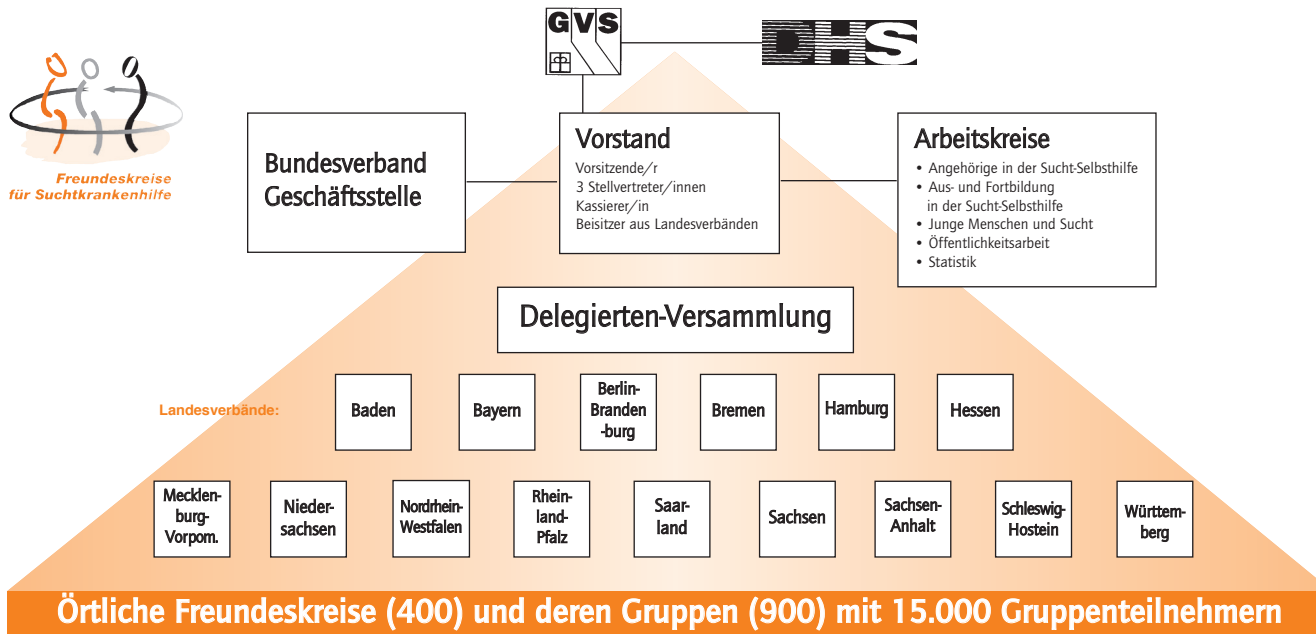 GVS
DHS
Freundeskreise
für Suchtkrankenhilfe
Bundesverband
Geschäftsstelle
Vorstand
Vorsitzende/r
3 Stellvertreter/innen
Kassierer/in
Beisitzer aus Landesverbänden
Arbeitskreise
• Angehörige in der Sucht-Selbsthilfe
• Aus- und Fortbildung
in der Sucht-Selbsthilfe
• Junge Menschen und Sucht
• Öffentlichkeitsarbeit
• Statistik
Delegierten-Versammlung
Landesverbände:
Baden
Bayern
Berlin-
Branden
-burg
Bremen
Hamburg
Hessen
Mecklen-
burg-
Vorpom.
Nieder-
sachsen
Nordrhein-
Westfalen
Rhein-
land-
Pfalz
Saar-
land
Sachsen
Sachsen-
Anhalt
Schleswig-
Hostein
Württem-
berg
Örtliche Freundeskreise (400) und deren Gruppen (900) mit 15.000 Gruppenteilnehmern